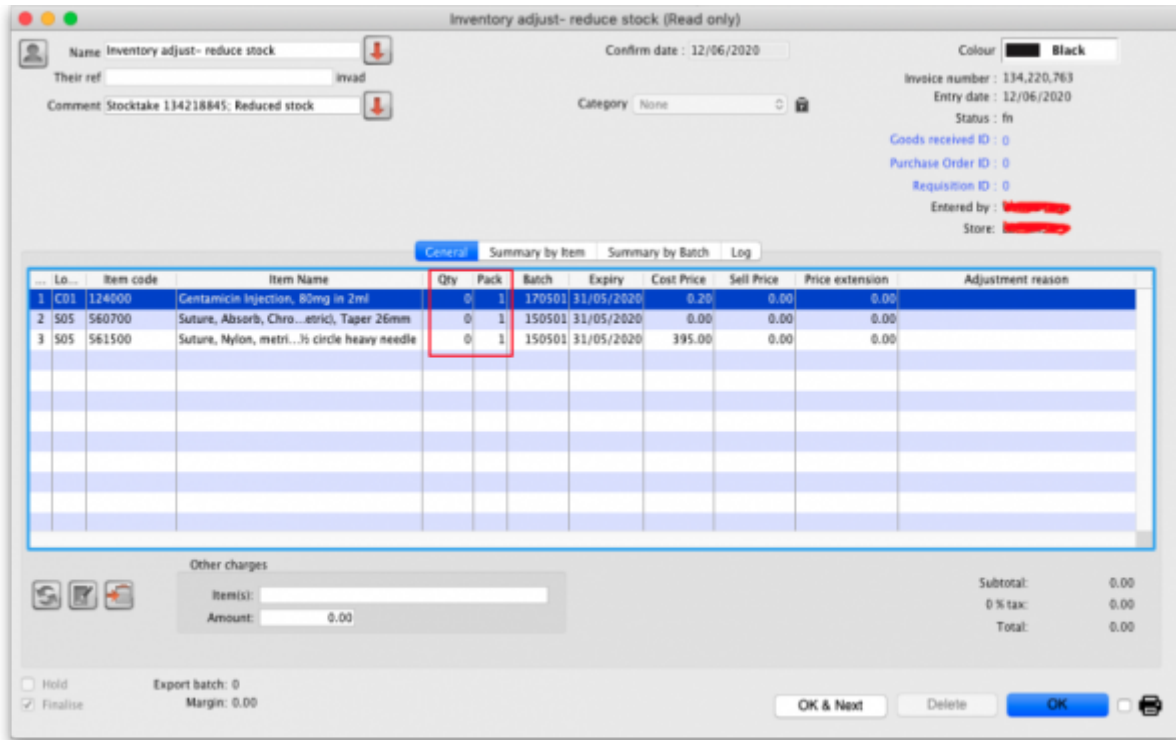 Inventory adjust- reduce stock (Read only)
Name Inventory adjust- reduce stock
Confirm date : 12/06/2020
Colour Black
Their ref invad
Invoice number : 134,220,763
Comment Stocktake 134218845; Reduced stock
Category None
Entry date : 12/06/2020
Status : fn
Goods received ID : 0
Purchase Order ID : 0
Requisition ID : 0
Entered by :
Store:
General Summary by Item Summary by Batch Log
... Lo... Item code Item Name Qty Pack Batch Expiry Cost Price Sell Price Price extension Adjustment reason
1 C01 124000 Gentamicin Injection, 80mg in 2ml 0 1 170501 31/05/2020 0.20 0.00 0.00
2 S05 560700 Suture, Absorb, Chro...etric), Taper 26mm 0 1 150501 31/05/2020 0.00 0.00 0.00
3 S05 561500 Suture, Nylon, metri...½ circle heavy needle 0 1 150501 31/05/2020 395.00 0.00 0.00
Other charges
Item(s):
Amount: 0.00
Subtotal: 0.00
0 % tax: 0.00
Total: 0.00
Hold
Export batch: 0
Finalise
Margin: 0.00
OK & Next Delete OK